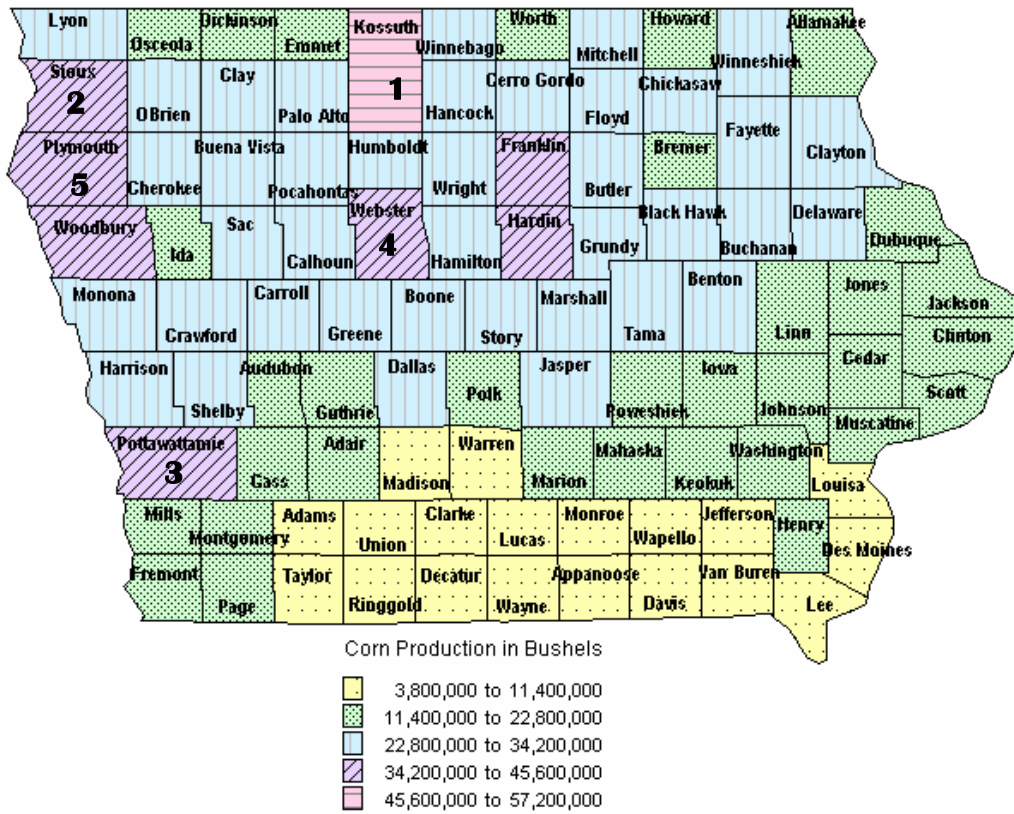 Lyon
Osceola
Dickinson
Emmet
Kossuth
Winnebago
Worth
Mitchell
Howard
Winneshiek
Allamakee
Sioux
2
OBrien
Clay
Palo Alto
1
Hancock
Cerro Gordo
Floyd
Chickasaw
Fayette
Clayton
Plymouth
5
Cherokee
Buena Vista
Pocahontas
Humboldt
Wright
Franklin
Butler
Bremer
Woodbury
Ida
Sac
Calhoun
Webster
4
Hamilton
Hardin
Grundy
Black Hawk
Buchanan
Delaware
Dubuque
Monona
Crawford
Carroll
Greene
Boone
Story
Marshall
Tama
Benton
Linn
Jones
Jackson
Clinton
Cedar
Scott
Harrison
Shelby
Audubon
Guthrie
Dallas
Polk
Jasper
Poweshiek
Iowa
Johnson
Muscatine
Pottawattamie
3
Cass
Adair
Madison
Warren
Marion
Mahaska
Keokuk
Washington
Louisa
Mills
Montgomery
Adams
Union
Clarke
Lucas
Monroe
Wapello
Jefferson
Henry
Des Moines
Fremont
Page
Taylor
Ringgold
Decatur
Wayne
Appanoose
Davis
Van Buren
Lee
Corn Production in Bushels
3,800,000 to 11,400,000
11,400,000 to 22,800,000
22,800,000 to 34,200,000
34,200,000 to 45,600,000
45,600,000 to 57,200,000